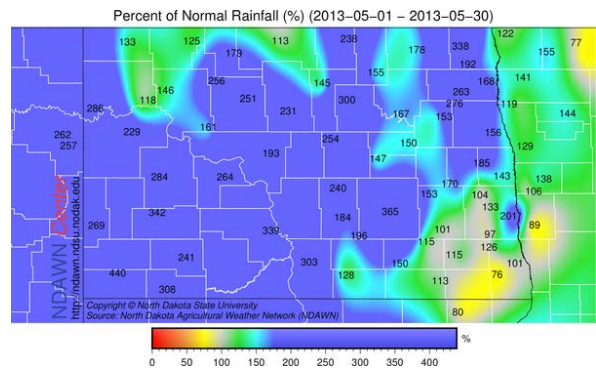 Percent of Normal Rainfall (%) (2013-05-01 - 2013-05-30)
133 125 179 113 238 178 338 192 122 155 77
118 146 256 251 231 145 300 155 263 276 168 141 119 144
286 229 161 193 254 167 153 150 156 129
262
257
284 264 240 147 153 170 185 143 138 106
269 342 339 184 196 365 104 133 201 89
241 303 115 101 97 126 115 101
440 308 128 150 113 76 80
NDAWN Center
http://ndawn.ndsu.nodak.edu
Copyright © North Dakota State University
Source: North Dakota Agricultural Weather Network (NDAWN)
0 50 100 150 200 250 300 350 400 %